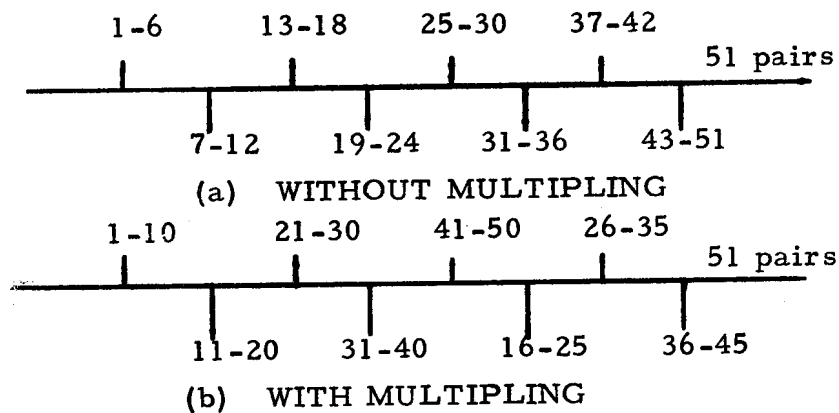 1-6 13-18 25-30 37-42
51 pairs
7-12 19-24 31-36 43-51
(a) WITHOUT MULTIPLING
1-10 21-30 41-50 26-35
51 pairs
11-20 31-40 16-25 36-45
(b) WITH MULTIPLING